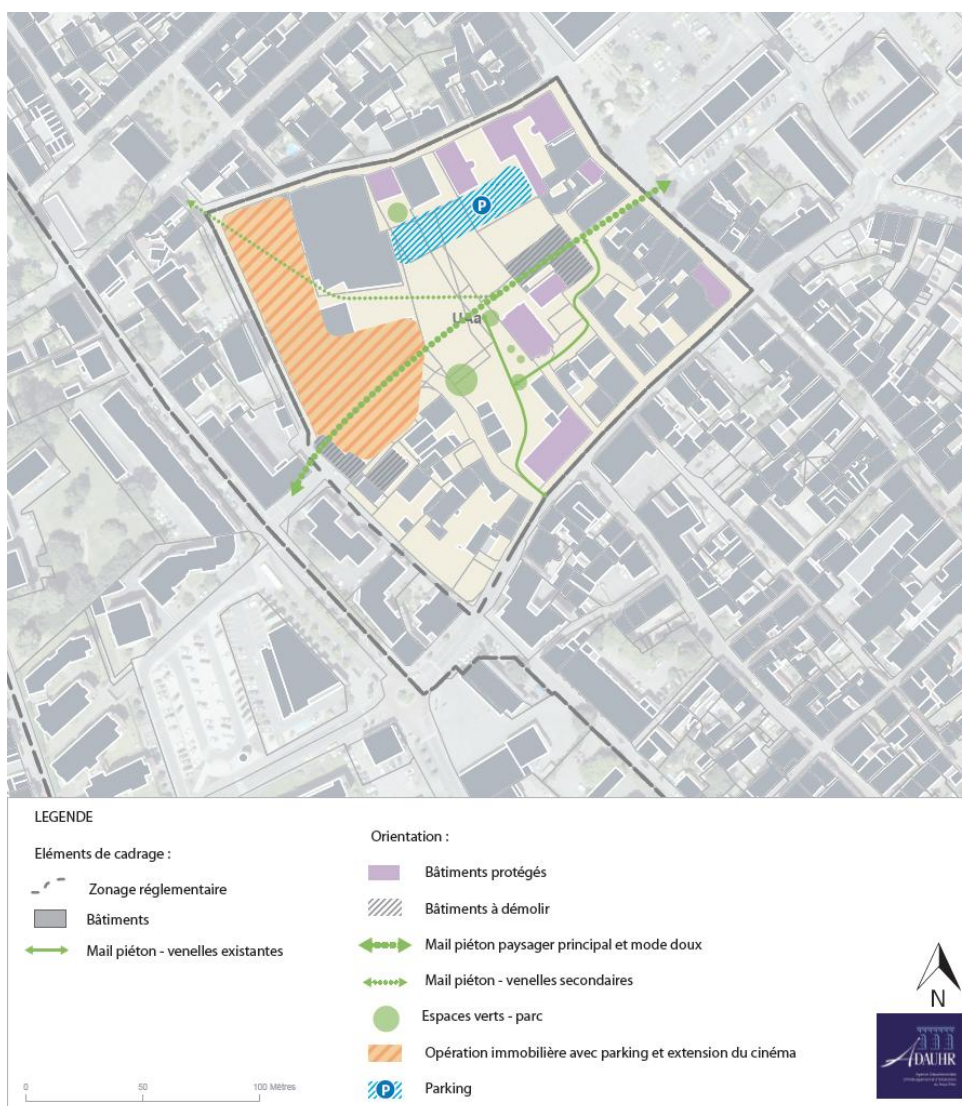 UAa
P
LEGENDE
Eléments de cadrage :
Zonage réglementaire
Bâtiments
Mail piéton - venelles existantes
Orientation :
Bâtiments protégés
Bâtiments à démolir
Mail piéton paysager principal et mode doux
Mail piéton - venelles secondaires
Espaces verts - parc
Opération immobilière avec parking et extension du cinéma
P Parking
0 50 100 Mètres
N
ADAUHR